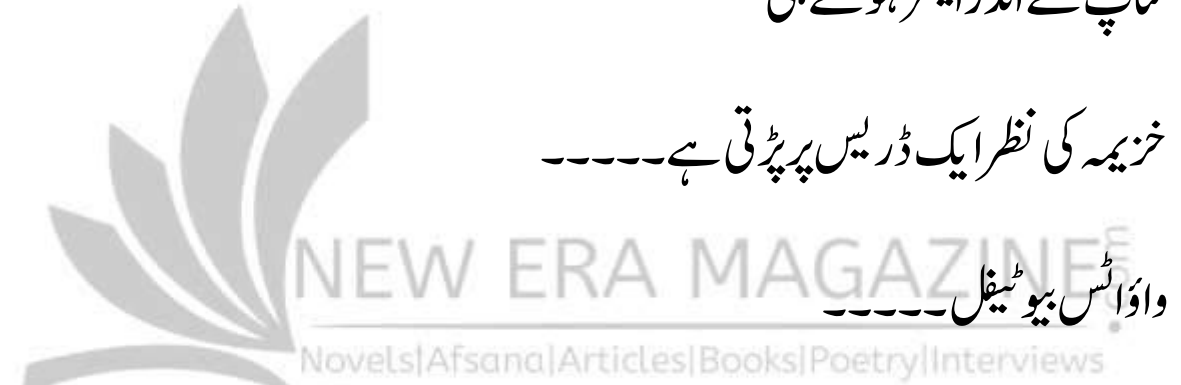 خزیمہ کی نظر ایک ڈریس پر پڑتی ہے۔۔۔۔۔
NEW ERA MAGAZINE
واؤ اٹس بیوٹیفل۔۔۔۔۔
Novels|Afsana|Articles|Books|Poetry|Interviews